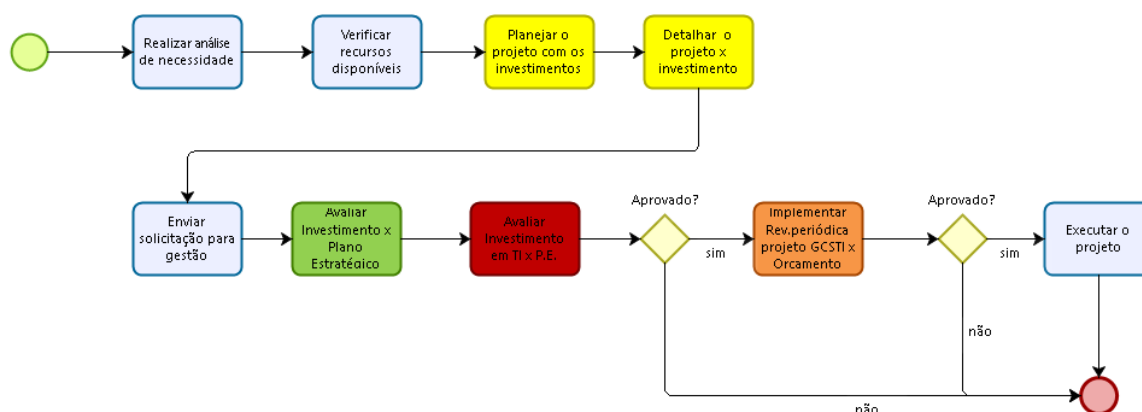 Realizar análise
de necessidade
Verificar
recursos
disponíveis
Planejar o
projeto com os
investimentos
Detalhar o
projeto x
investimento
Enviar
solicitação para
gestão
Avaliar
Investimento x
Plano
Estratégico
Avaliar
Investimento
em TI x P.E.
Aprovado?
sim
Implementar
Rev.periódica
projeto GCSTI x
Orcamento
Aprovado?
sim
Executar o
projeto
não
não